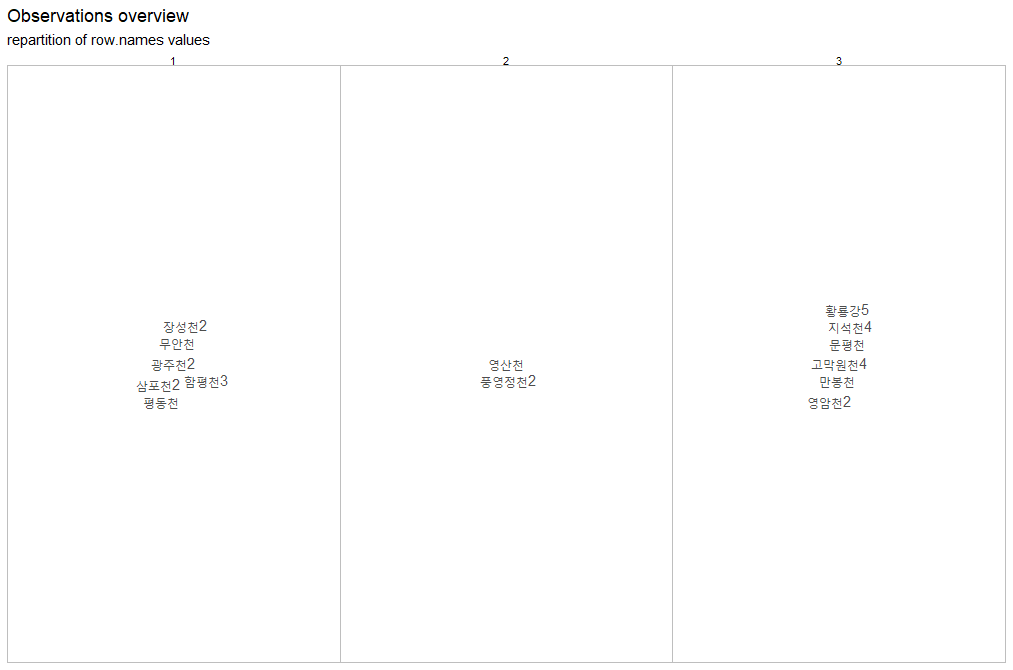 Observations overview
repartition of row.names values
1
2
3
장성천2
무안천
광주천2
삼포천2 함평천3
평동천
영산천
풍영정천2
황룡강5
지석천4
문평천
고막원천4
만봉천
영암천2